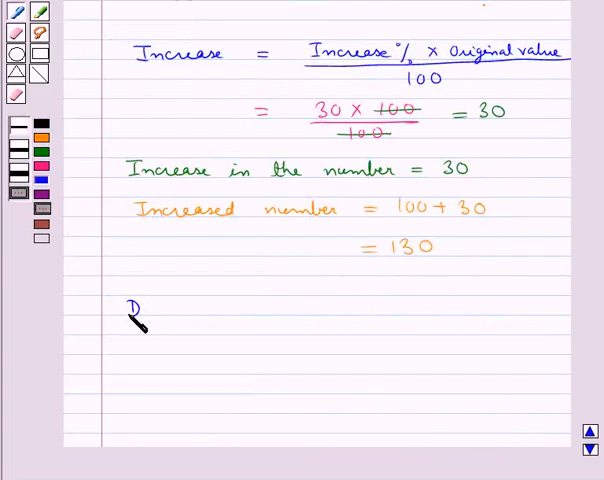 Increase = Increase % × Original value / 100
= 30 × 100 / 100 = 30
Increase in the number = 30
Increased number = 100 + 30
= 130
D